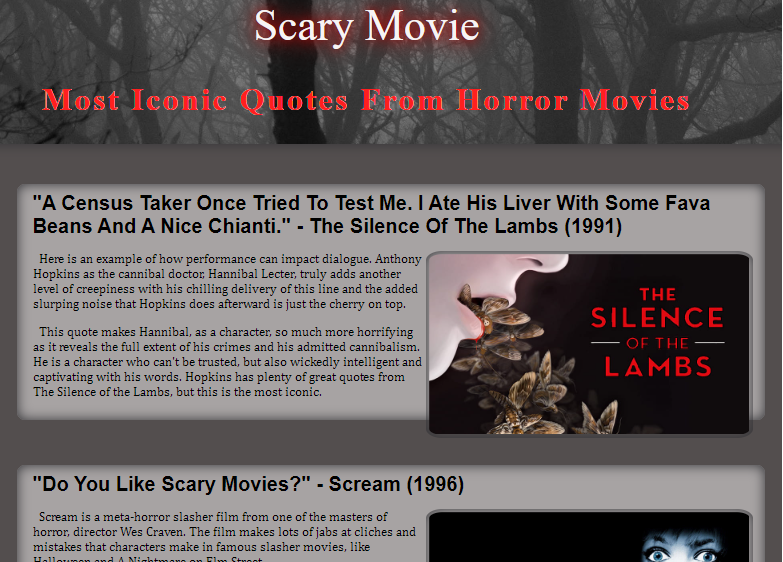 Scary Movie
Most Iconic Quotes From Horror Movies
"A Census Taker Once Tried To Test Me. I Ate His Liver With Some Fava
Beans And A Nice Chianti." - The Silence Of The Lambs (1991)
Here is an example of how performance can impact dialogue. Anthony
Hopkins as the cannibal doctor, Hannibal Lecter, truly adds another
level of creepiness with his chilling delivery of this line and the added
slurping noise that Hopkins does afterward is just the cherry on top.
This quote makes Hannibal, as a character, so much more horrifying
as it reveals the full extent of his crimes and his admitted cannibalism.
He is a character who can't be trusted, but also wickedly intelligent and
captivating with his words. Hopkins has plenty of great quotes from
The Silence of the Lambs, but this is the most iconic.
THE
SILENCE
OF THE
LAMBS
"Do You Like Scary Movies?" - Scream (1996)
Scream is a meta-horror slasher film from one of the masters of
horror, director Wes Craven. The film makes lots of jabs at cliches and
mistakes that characters make in famous slasher movies, like
Halloween and A Nightmare on Elm Street.